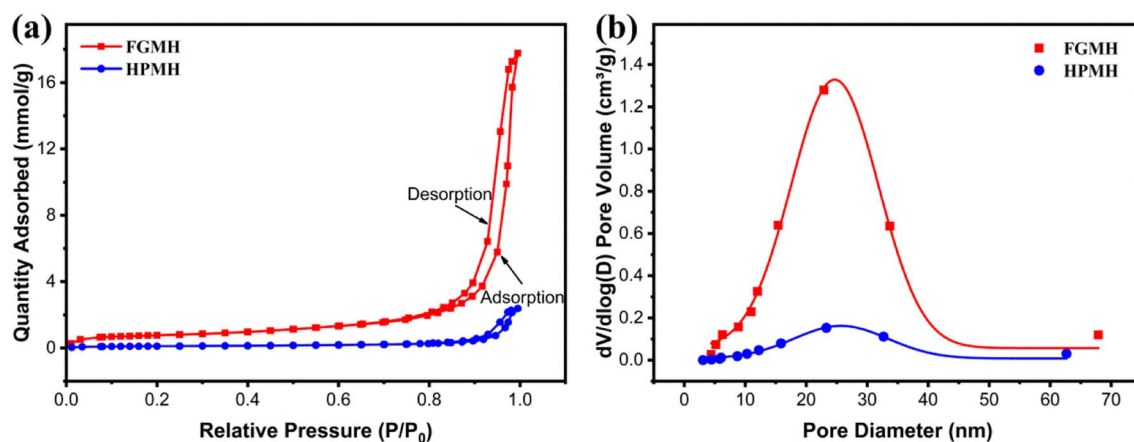 (a)
FGMH
HPMH
Quantity Adsorbed (mmol/g)
16
12
8
4
0
Desorption
Adsorption
0.0 0.2 0.4 0.6 0.8 1.0
Relative Pressure (P/P₀)
(b)
FGMH
HPMH
dV/dlog(D) Pore Volume (cm³/g)
1.4
1.2
1.0
0.8
0.6
0.4
0.2
0.0
0 10 20 30 40 50 60 70
Pore Diameter (nm)